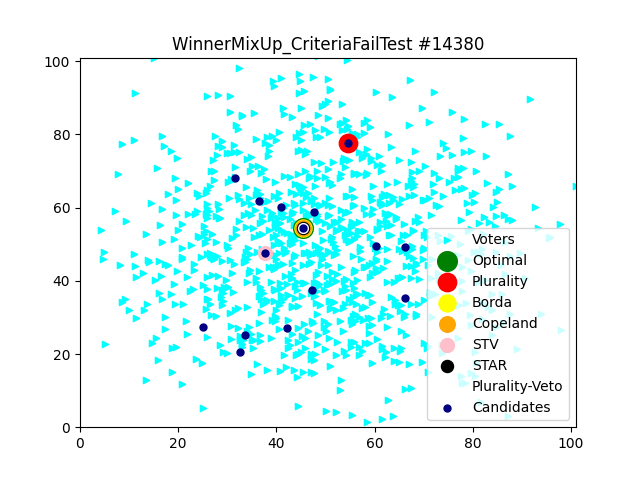 WinnerMixUp_CriteriaFailTest #14380
100
80
60
40
20
0
0
20
40
60
80
100
Voters
Optimal
Plurality
Borda
Copeland
STV
STAR
Plurality-Veto
Candidates